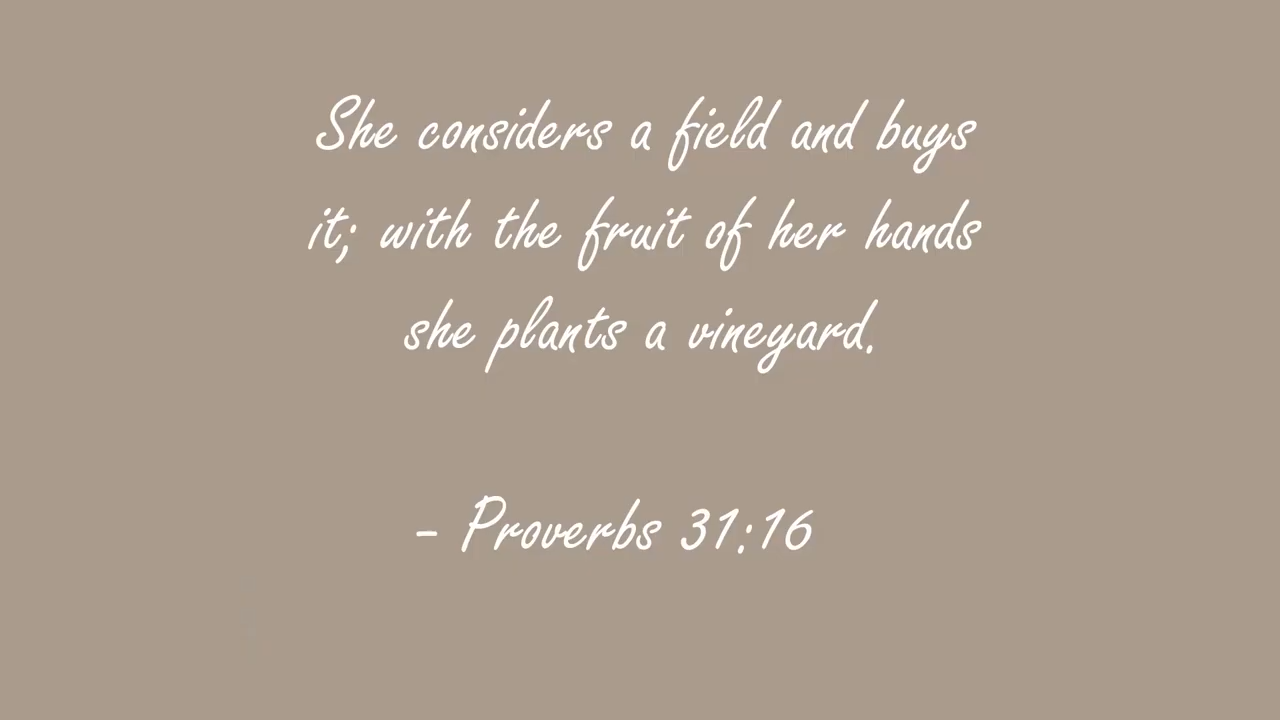 She considers a field and buys
it; with the fruit of her hands
she plants a vineyard.
- Proverbs 31:16